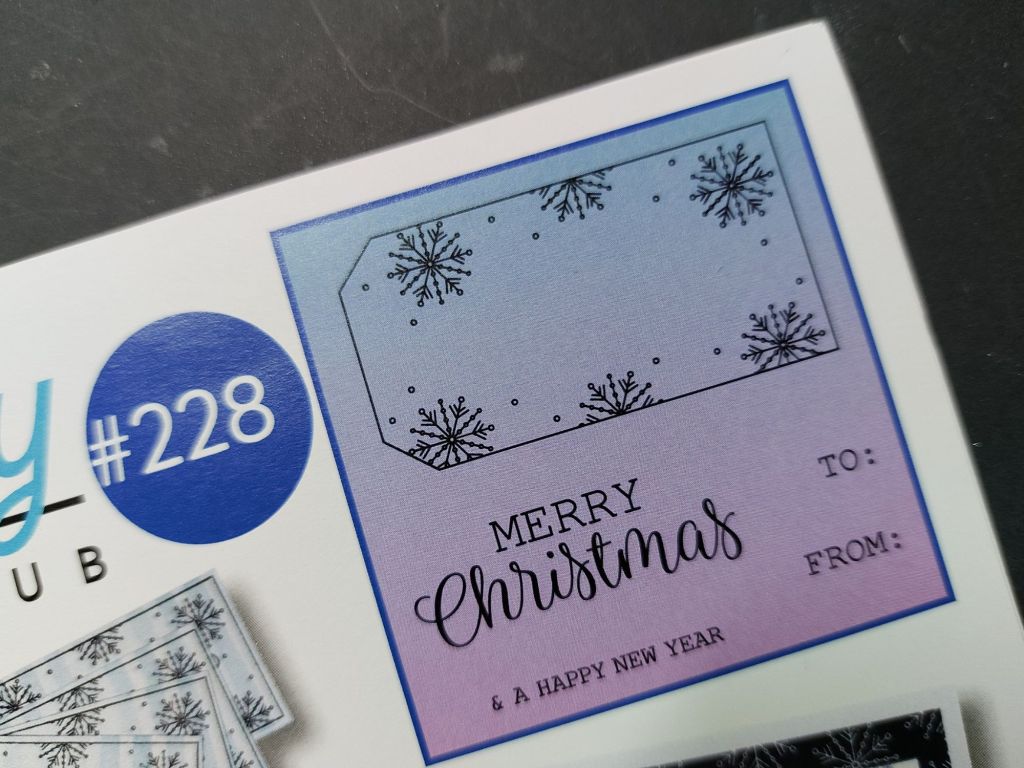 #228
UB
MERRY
Christmas
& A HAPPY NEW YEAR
TO:
FROM: